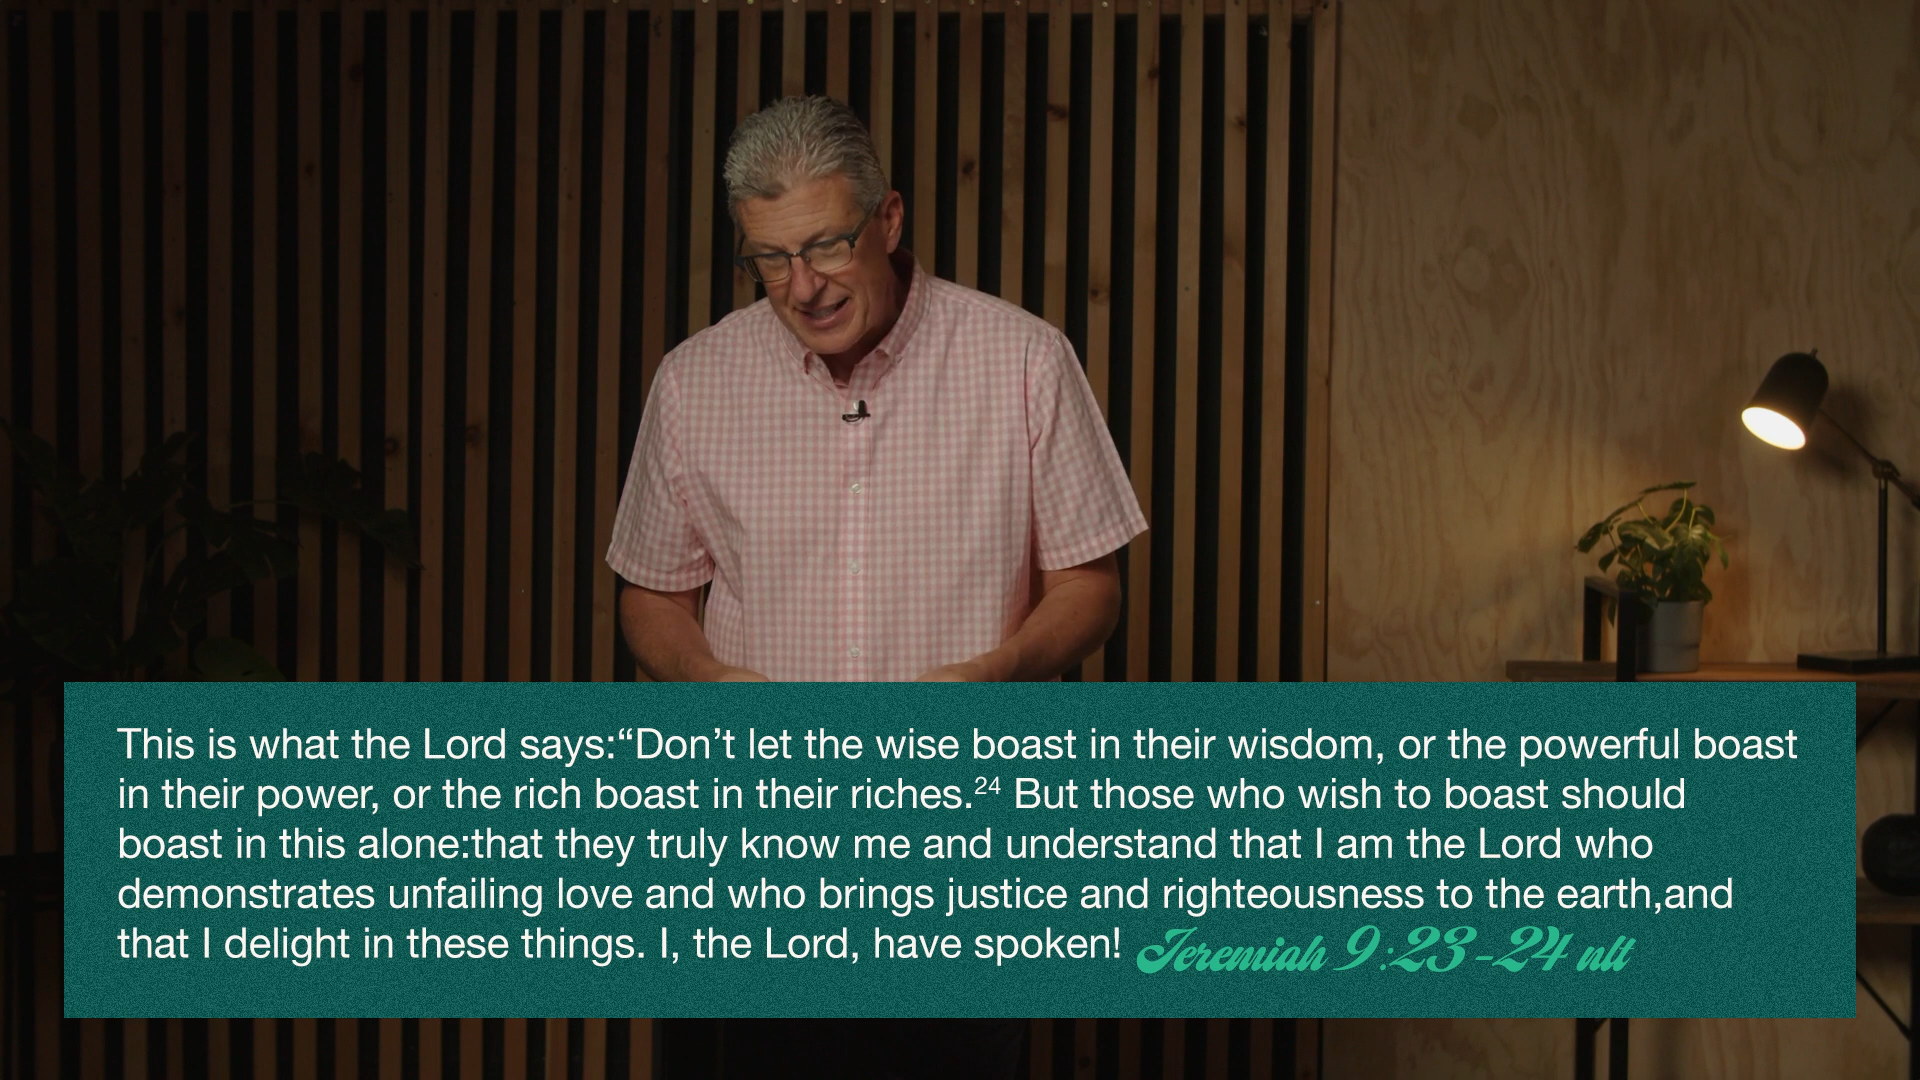 This is what the Lord says:“Don’t let the wise boast in their wisdom, or the powerful boast
in their power, or the rich boast in their riches.²⁴ But those who wish to boast should
boast in this alone:that they truly know me and understand that I am the Lord who
demonstrates unfailing love and who brings justice and righteousness to the earth,and
that I delight in these things. I, the Lord, have spoken! Jeremiah 9:23-24 nlt